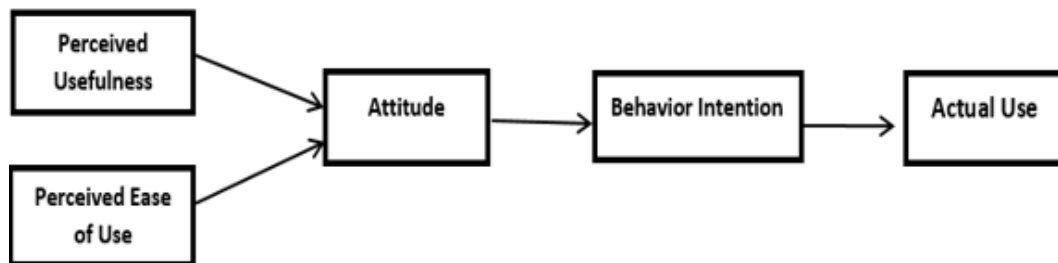 Perceived
Usefulness
Attitude
Behavior Intention
Actual Use
Perceived Ease
of Use